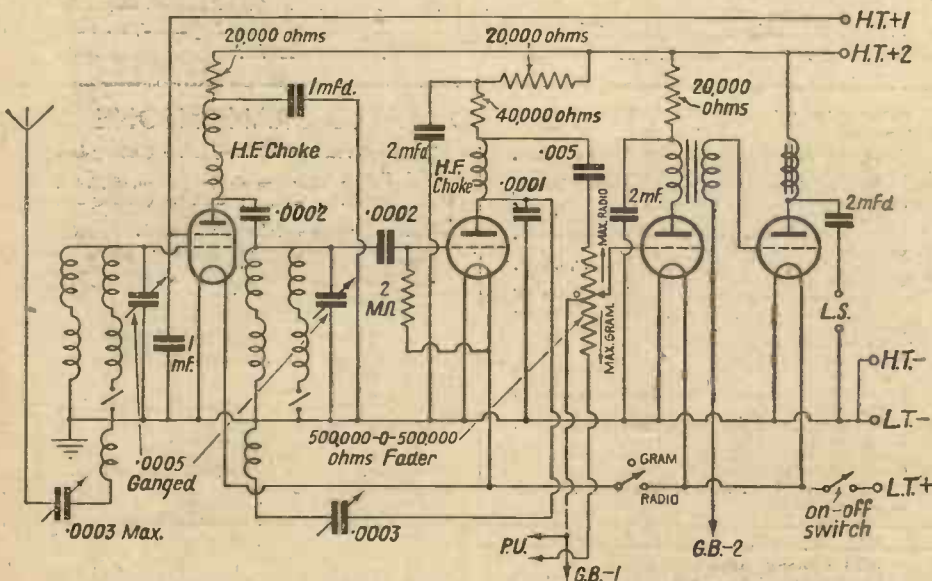 H.T.+1
20,000 ohms
20,000 ohms
H.T.+2
1mfd.
40,000 ohms
20,000
ohms
H.F. Choke
2mfd
H.F.
Choke
.005
.0001
.0002
.0002
2mf.
MAX. RADIO
2mFd
2
MΩ
MAX. GRAM.
L.S.
1
mf.
H.T.-
L.T.-
.0005
Ganged
500,000-0-500,000
ohms Fader
GRAM
RADIO
L.T.+
.0003 Max.
.0003
on-off
switch
P.U.
G.B.-1
G.B.-2